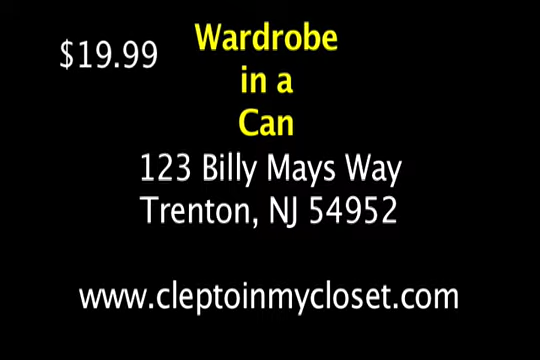 $19.99
Wardrobe
in a
Can
123 Billy Mays Way
Trenton, NJ 54952
www.cleptoinmycloset.com